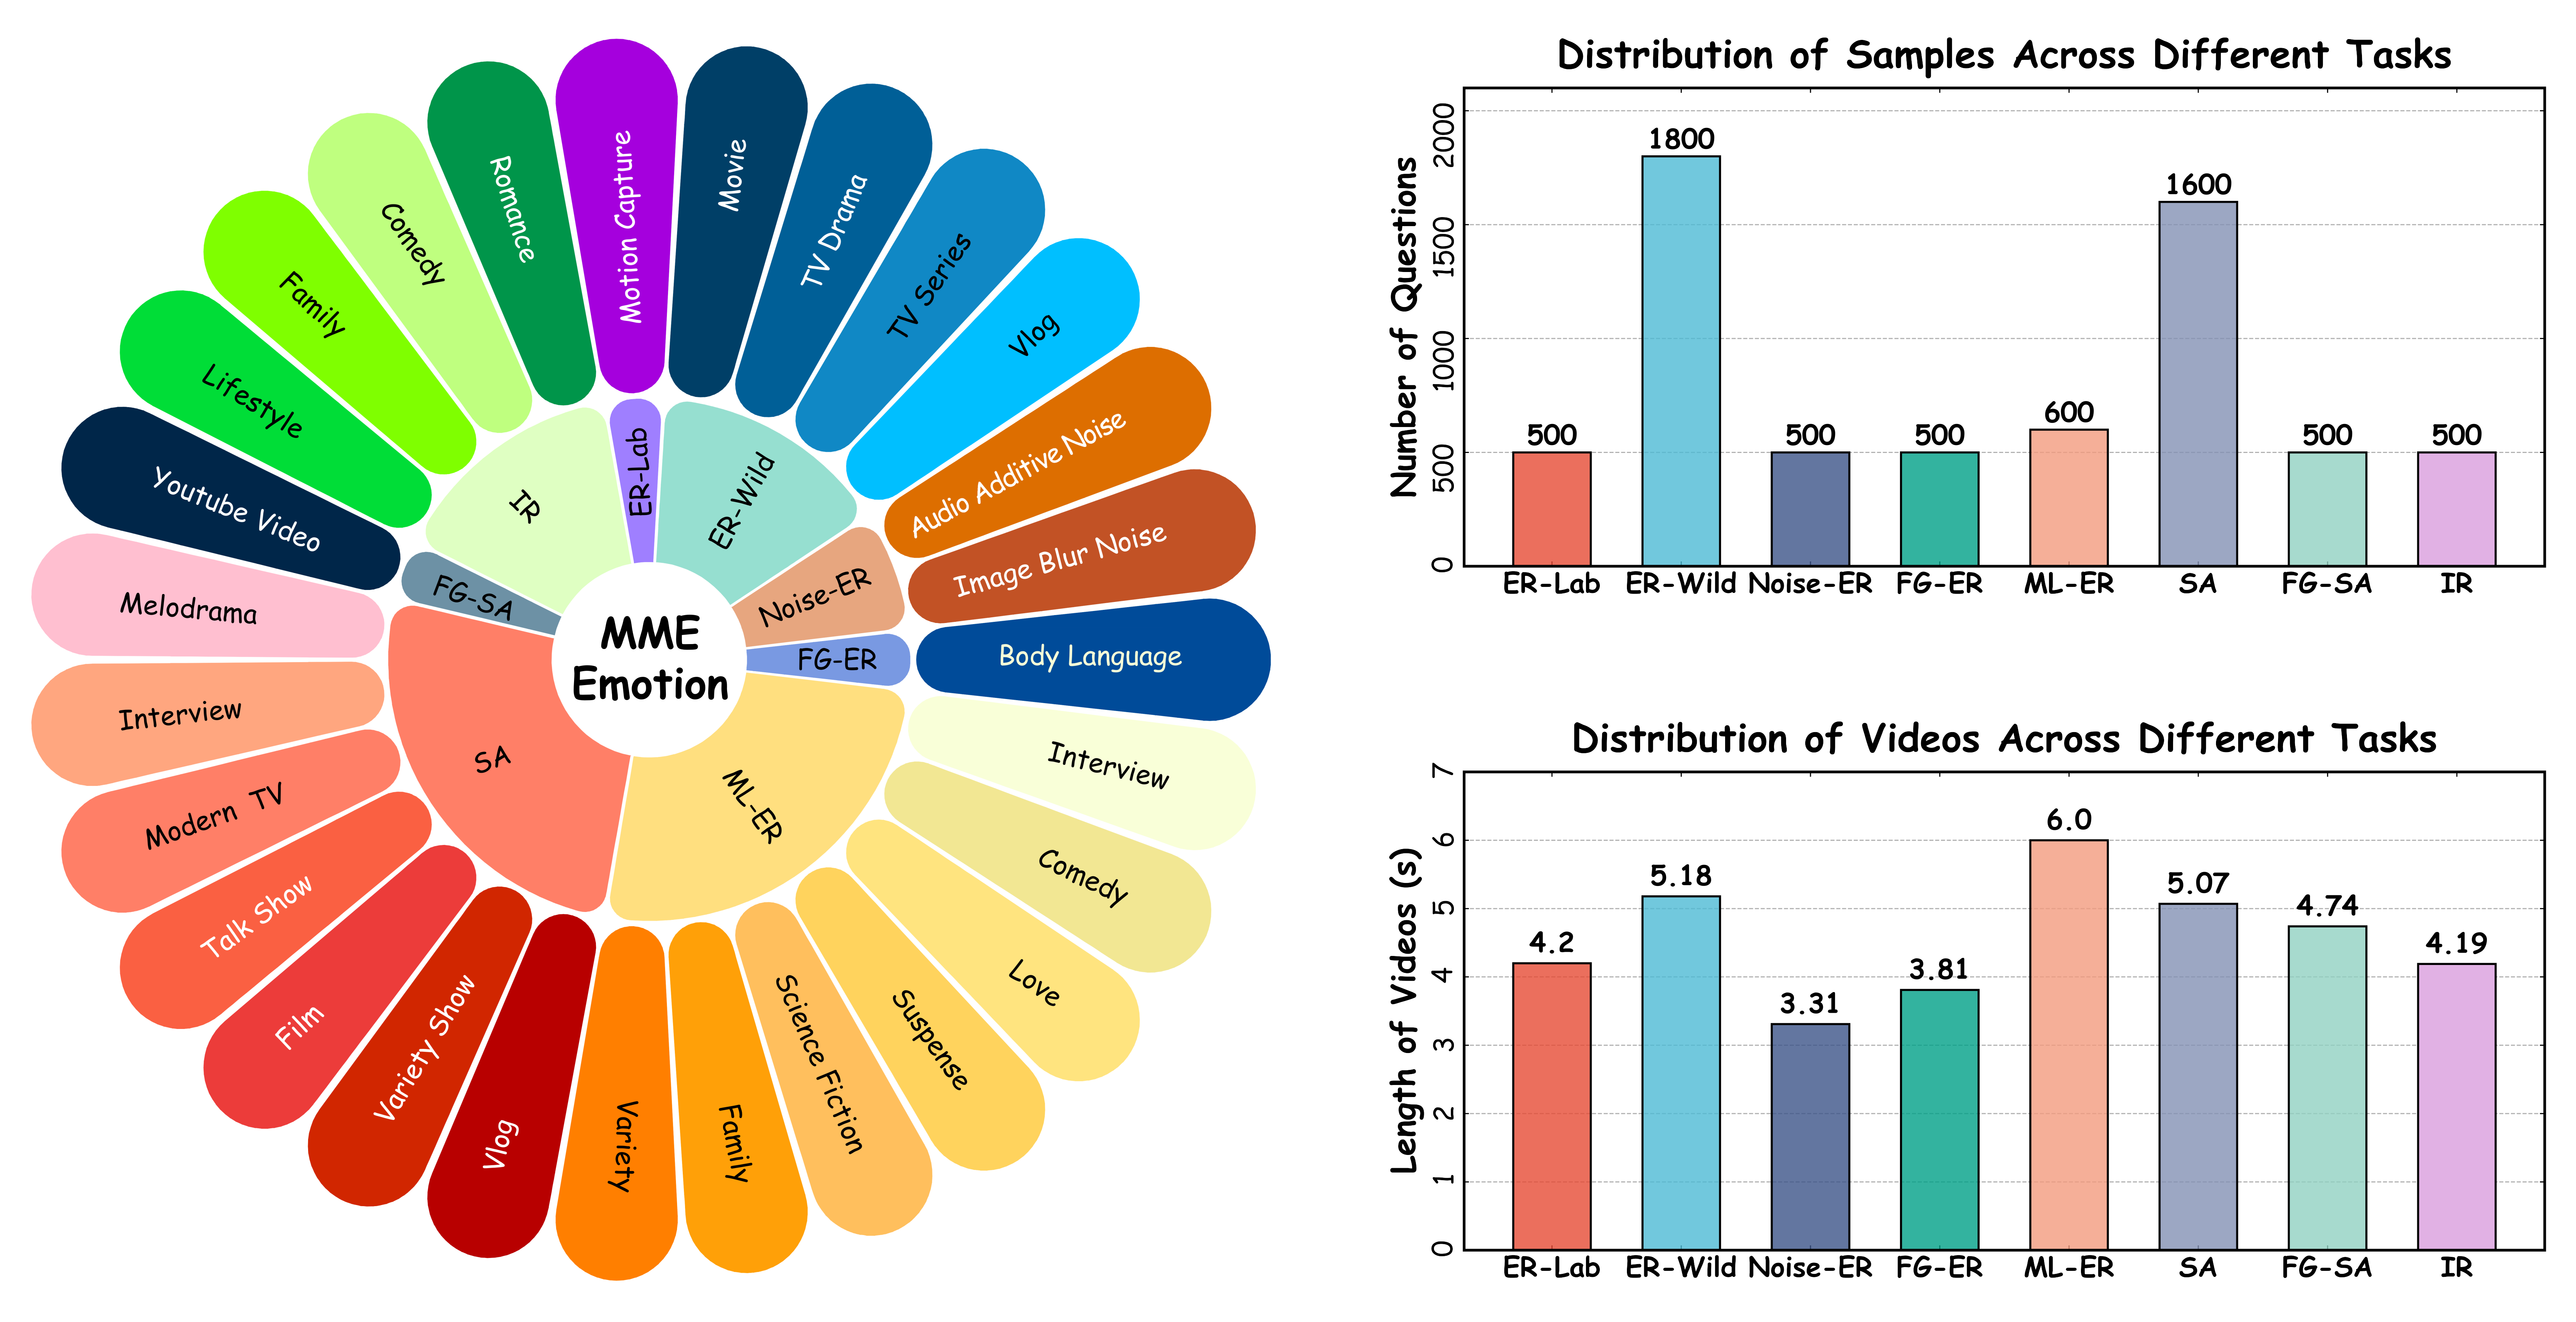 Motion Capture
Movie
TV Drama
TV Series
Vlog
Audio Additive Noise
Image Blur Noise
Body Language
Interview
Comedy
Love
Suspense
Science Fiction
Family
Variety
Vlog
Variety Show
Film
Talk Show
Modern TV
Interview
Melodrama
Youtube Video
Lifestyle
Family
Comedy
Romance
ER-Lab
ER-Wild
Noise-ER
FG-ER
ML-ER
SA
FG-SA
IR
MME
Emotion
Distribution of Samples Across Different Tasks
Number of Questions
2000
1500
1000
500
0
500
1800
500
500
600
1600
500
500
ER-Lab ER-Wild Noise-ER FG-ER ML-ER SA FG-SA IR
Distribution of Videos Across Different Tasks
Length of Videos (s)
7
6
5
4
3
2
1
0
4.2
5.18
3.31
3.81
6.0
5.07
4.74
4.19
ER-Lab ER-Wild Noise-ER FG-ER ML-ER SA FG-SA IR